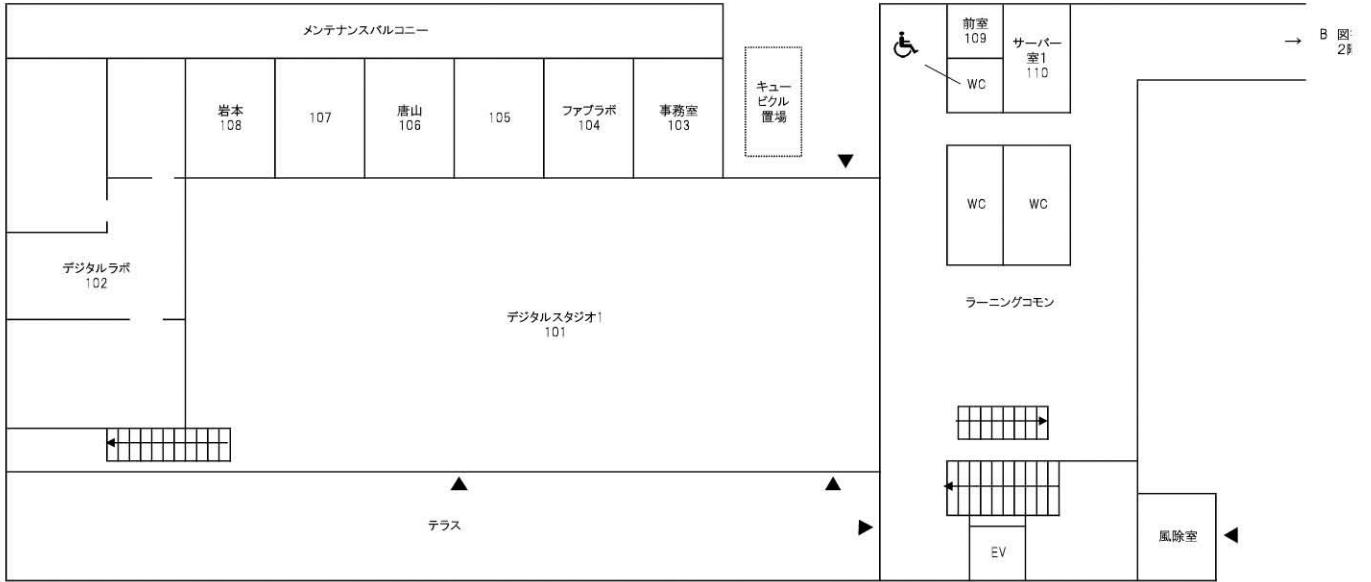 メンテナンスバルコニー
前室
109
サーバー
室1
110
→ B 図
2
WC
キュー
ビクル
置場
岩本
108
107
唐山
106
105
ファブラボ
104
事務室
103
WC
WC
デジタルラボ
102
ラーニングコモン
デジタルスタジオ1
101
テラス
風除室
EV